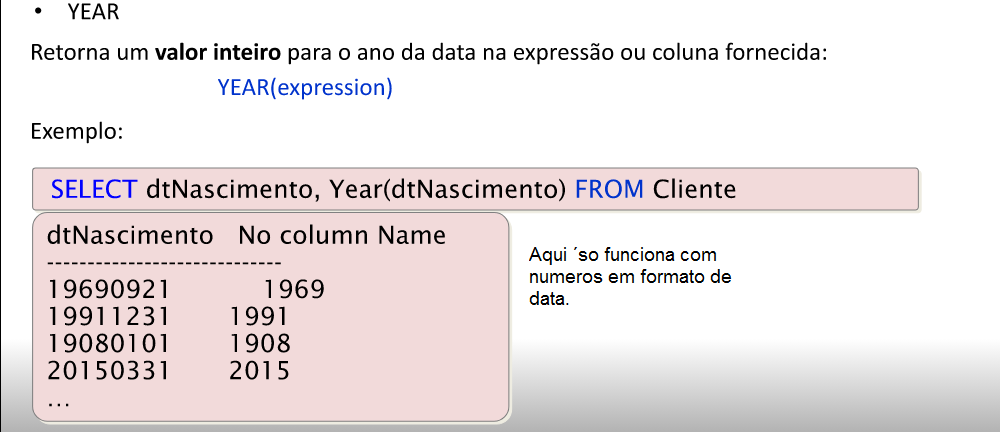 • YEAR
Retorna um valor inteiro para o ano da data na expressão ou coluna fornecida:
YEAR(expression)
Exemplo:
SELECT dtNascimento, Year(dtNascimento) FROM Cliente
dtNascimento No column Name
-----------------------------
19690921 1969
19911231 1991
19080101 1908
20150331 2015
...
Aqui ´so funciona com
numeros em formato de
data.